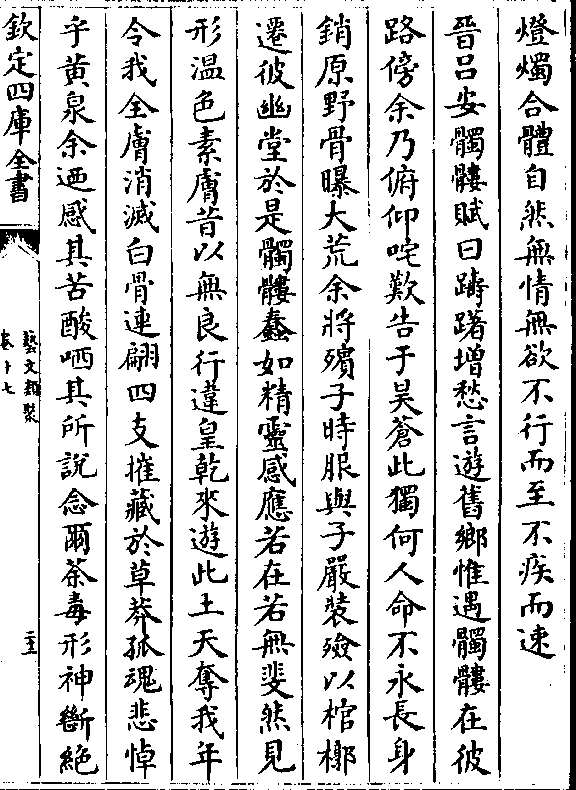 燈燭合體自然無情無欲不行而至不疾而速
晉吕安髑髏賦曰躊躇增愁言遊舊鄉惟遇髑髏在彼
路傍余乃俯仰咤歎告于昊蒼此獨何人命不永長身
銷原野骨曝大荒余將殯子時服與子嚴裝殮以棺槨
遷彼幽堂於是髑髏蠢如精靈感應若在若無斐然見
形温色素膚昔以無良行違皇乾來遊此土天奪我年
令我全膚消滅白骨連翩四支摧藏於草莽孤魂悲悼
乎黄泉余迺感其苦酸哂其所說念爾荼毒形神斷絶
欽定四庫全書
藝文類聚
卷十七
二十五